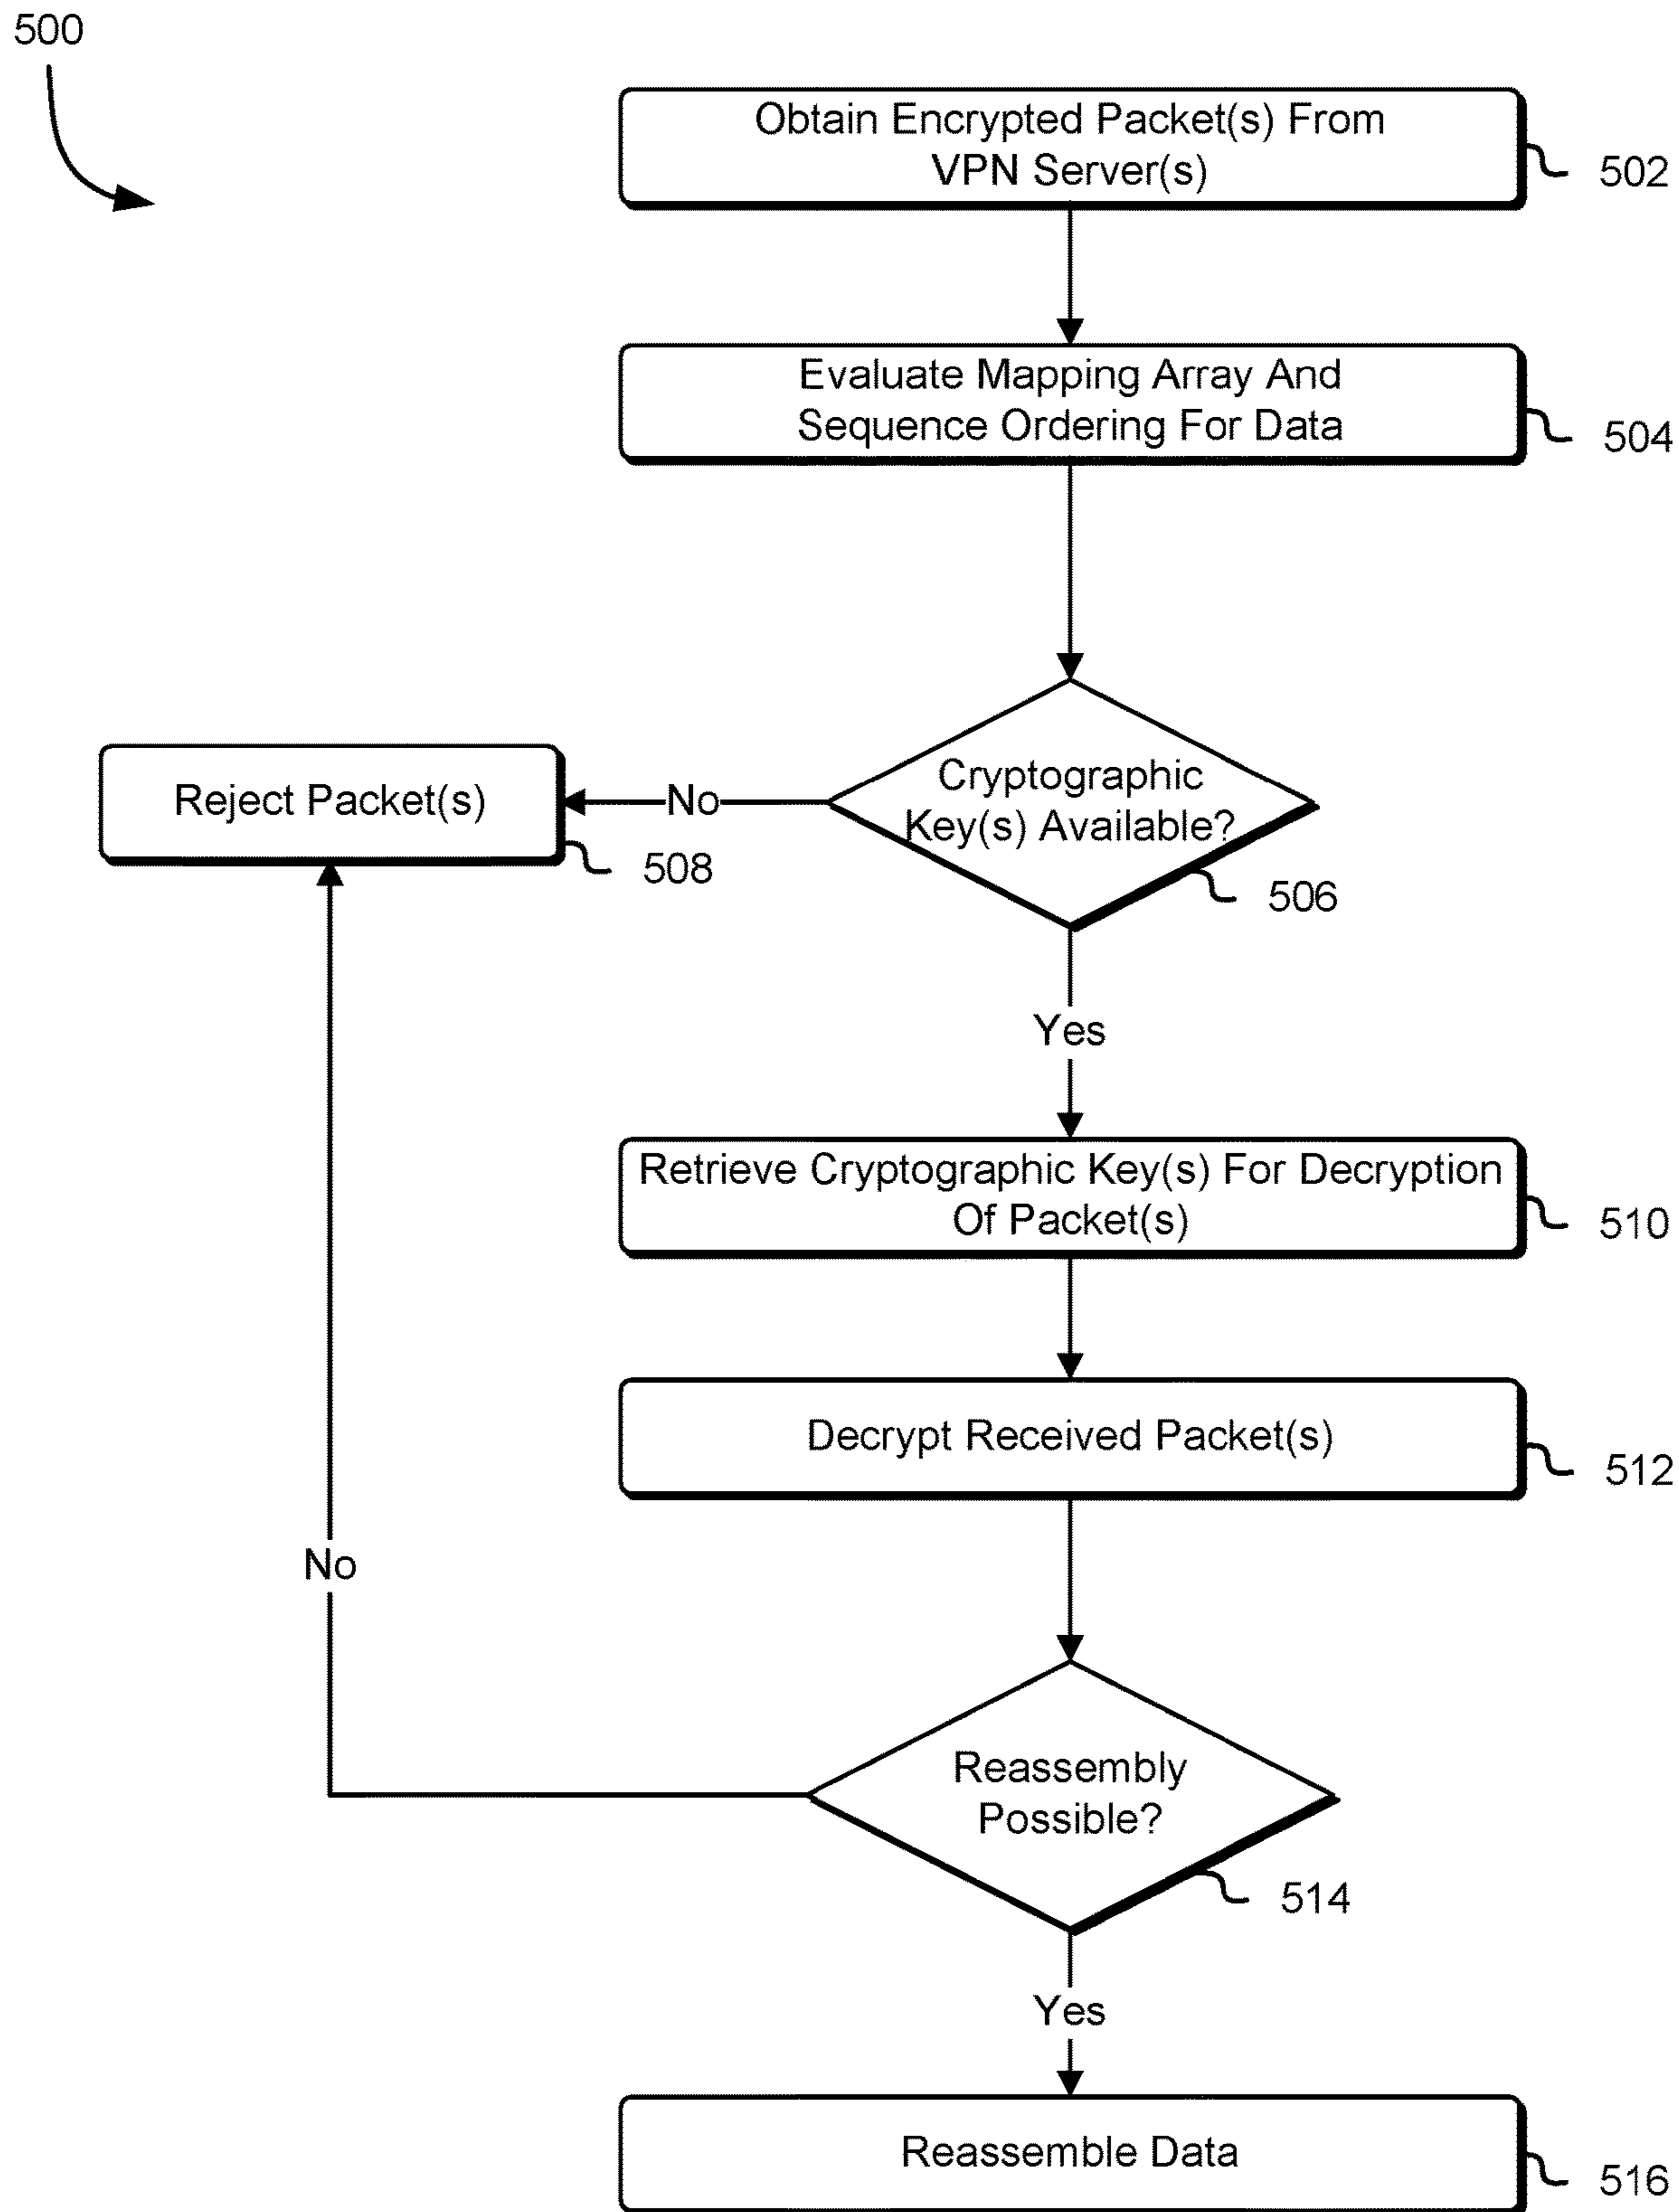 500
Obtain Encrypted Packet(s) From
VPN Server(s)
502
Evaluate Mapping Array And
Sequence Ordering For Data
504
Cryptographic
Key(s) Available?
506
No
Reject Packet(s)
508
Yes
Retrieve Cryptographic Key(s) For Decryption
Of Packet(s)
510
Decrypt Received Packet(s)
512
No
Reassembly
Possible?
514
Yes
Reassemble Data
516